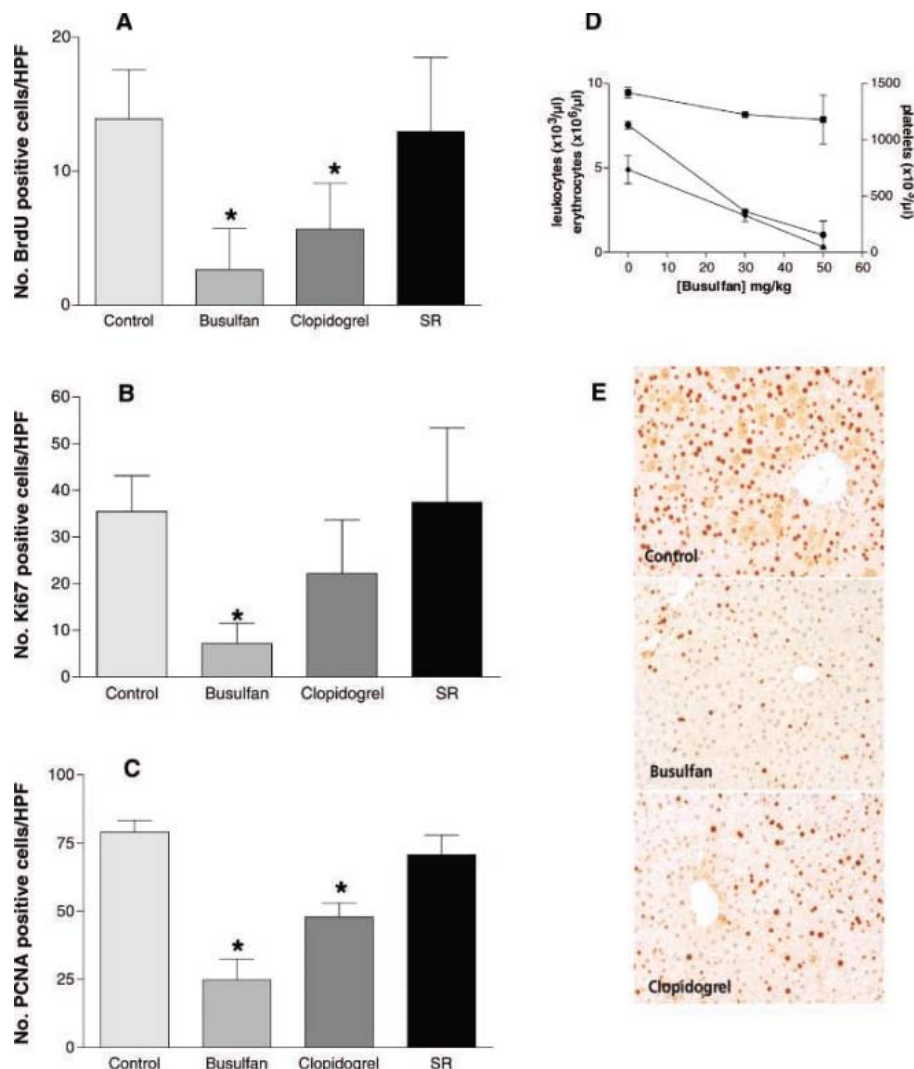 A
No. BrdU positive cells/HPF
20
10
0
*
*
Control Busulfan Clopidogrel SR
B
No. Ki67 positive cells/HPF
60
50
40
30
20
10
0
*
Control Busulfan Clopidogrel SR
C
No. PCNA positive cells/HPF
100
75
50
25
0
*
*
Control Busulfan Clopidogrel SR
D
leukocytes (x10³/µl)
erythrocytes (x10⁶/µl)
10
5
0
1500
1000
500
0
platelets (x10⁻³/µl)
0 10 20 30 40 50 60
[Busulfan] mg/kg
E
Control
Busulfan
Clopidogrel